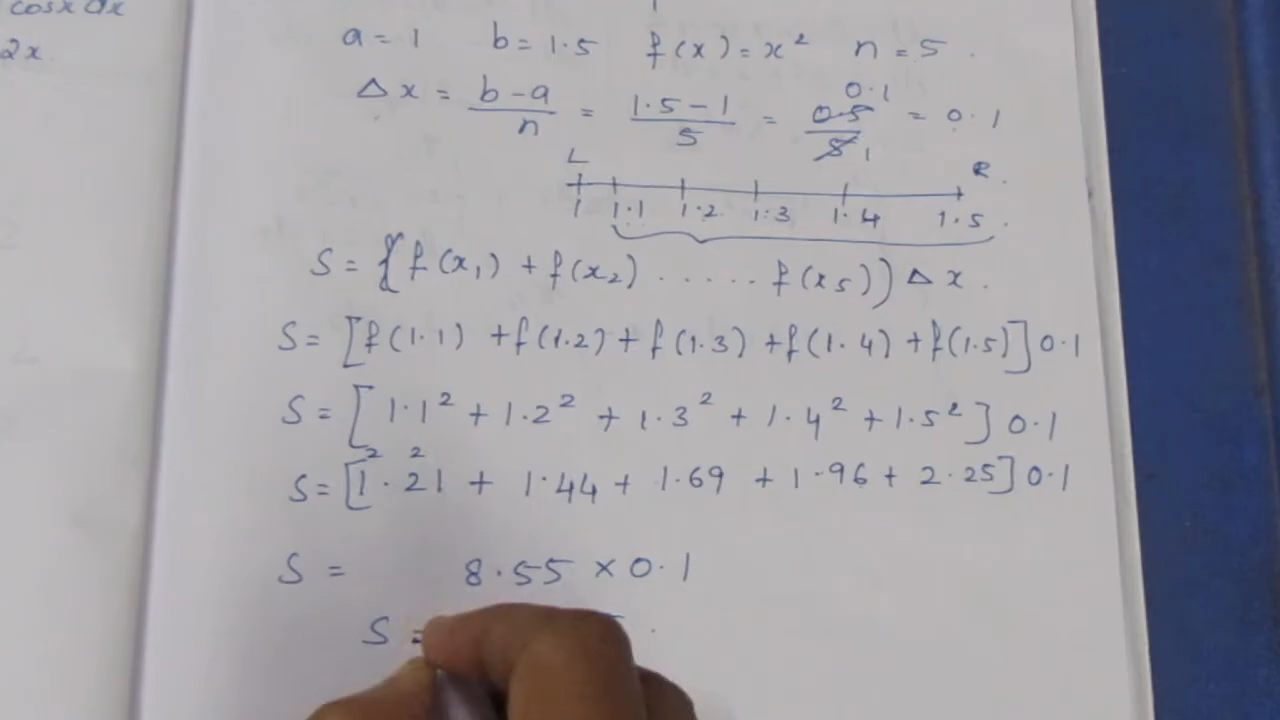 cosx dx
2x
a = 1 b = 1.5 f(x) = x² n = 5.
Δx = b-a/n = 1.5-1/5 = 0.5/5 = 0.1
0.1
1
L R.
1 1.1 1.2 1.3 1.4 1.5.
S = {f(x₁) + f(x₂) ...... f(x₅)) Δx.
S = [f(1.1) + f(1.2) + f(1.3) + f(1.4) + f(1.5)] 0.1
S = [1.1² + 1.2² + 1.3² + 1.4² + 1.5²] 0.1
2 2
S = [1.21 + 1.44 + 1.69 + 1.96 + 2.25] 0.1
S = 8.55 × 0.1
S =